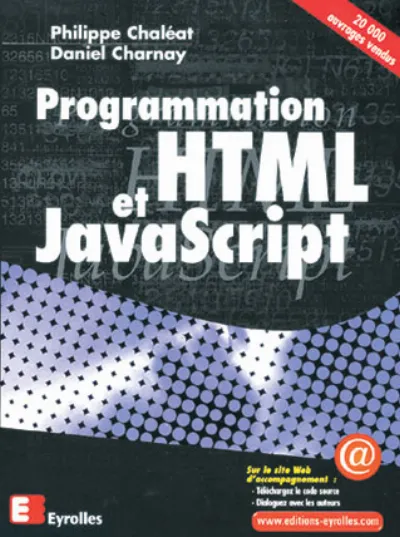 Philippe Chaléat
Daniel Charnay
20 000
ouvrages vendus
Programmation
HTML
et
JavaScript
@
Sur le site Web
d'accompagnement :
- Téléchargez le code source
- Dialoguez avec les auteurs
www.editions-eyrolles.com
Eyrolles